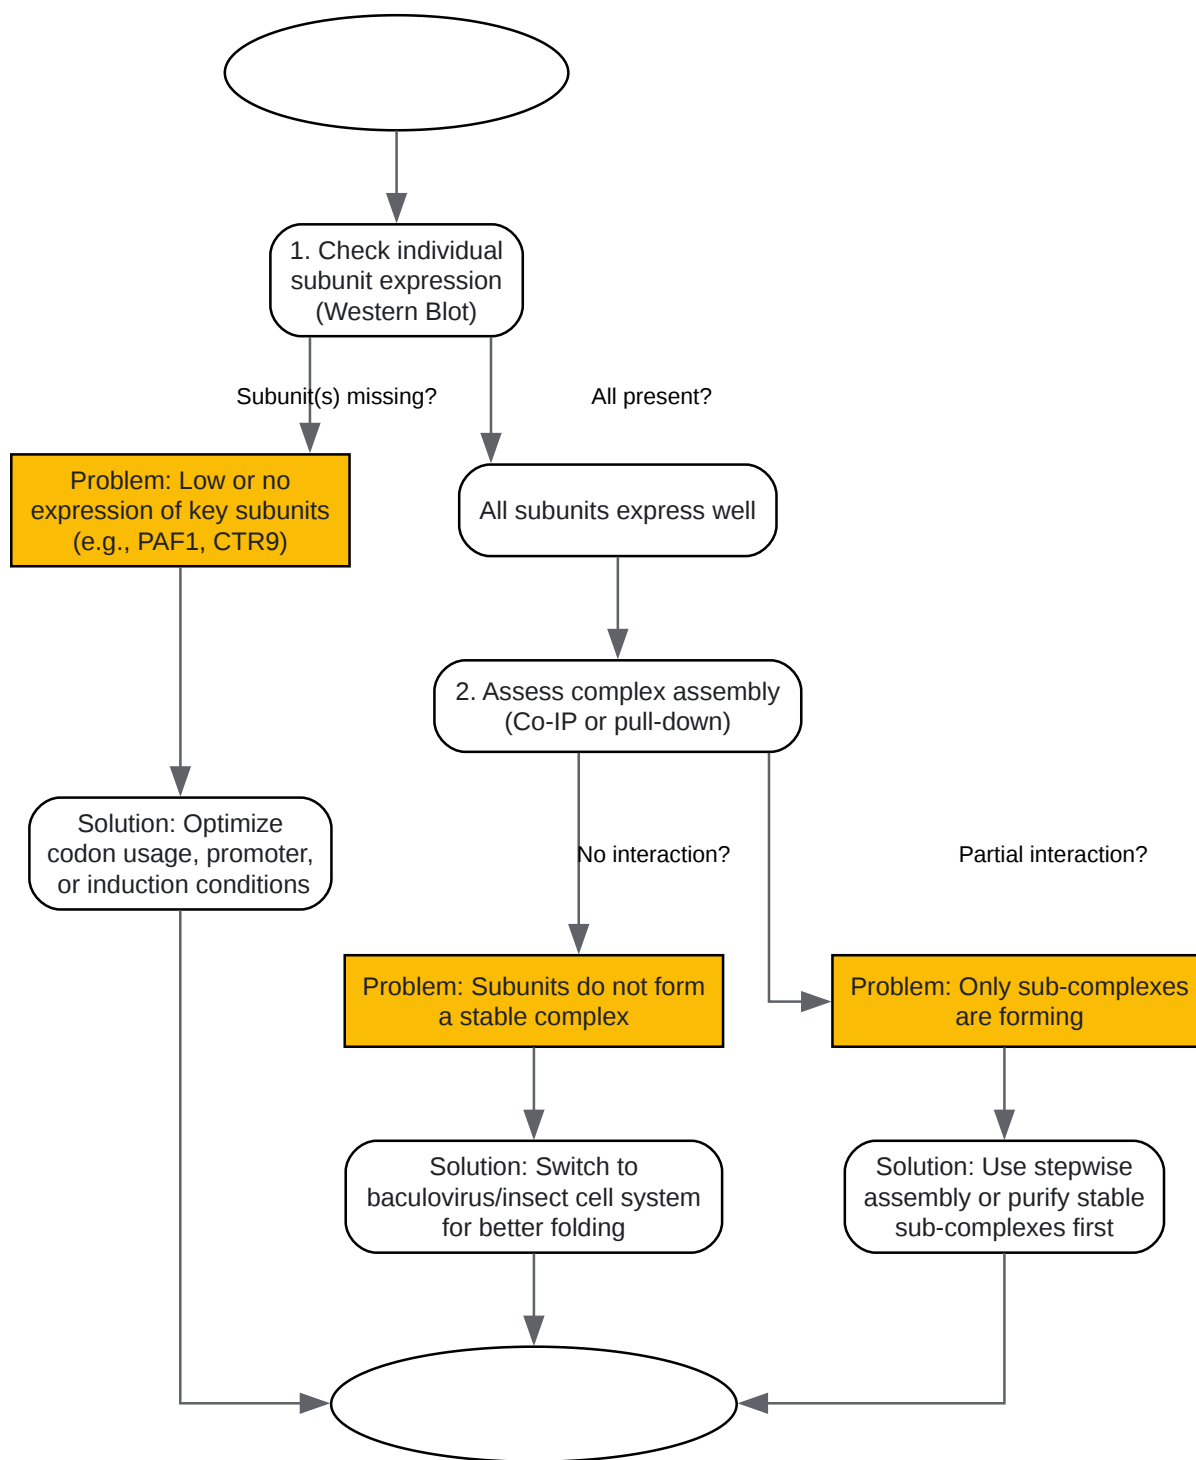 1. Check individual
subunit expression
(Western Blot)
Subunit(s) missing?
All present?
Problem: Low or no
expression of key subunits
(e.g., PAF1, CTR9)
All subunits express well
2. Assess complex assembly
(Co-IP or pull-down)
Solution: Optimize
codon usage, promoter,
or induction conditions
No interaction?
Partial interaction?
Problem: Subunits do not form
a stable complex
Problem: Only sub-complexes
are forming
Solution: Switch to
baculovirus/insect cell system
for better folding
Solution: Use stepwise
assembly or purify stable
sub-complexes first